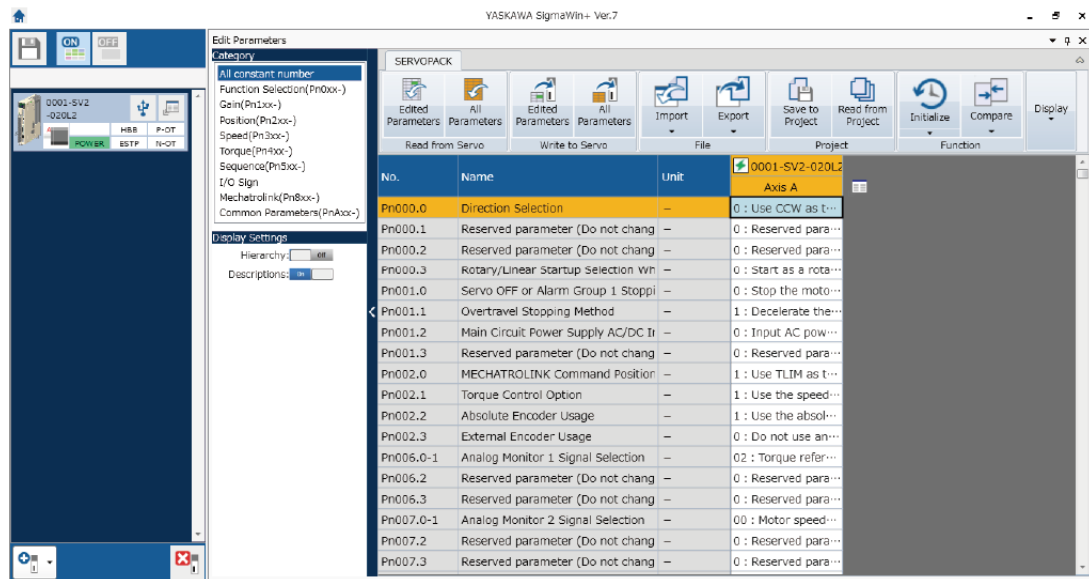 YASKAWA SigmaWin+ Ver.7
ON OFF
0001-SV2
-020L2
HBB P-OT
POWER ESTP N-OT
Edit Parameters
Category
All constant number
Function Selection(Pn0xx-)
Gain(Pn1xx-)
Position(Pn2xx-)
Speed(Pn3xx-)
Torque(Pn4xx-)
Sequence(Pn5xx-)
I/O Sign
Mechatrolink(Pn8xx-)
Common Parameters(PnAxx-)
Display Settings
Hierarchy: Off
Descriptions: On
SERVOPACK
Edited Parameters
All Parameters
Read from Servo
Edited Parameters
All Parameters
Write to Servo
Import
Export
File
Save to Project
Read from Project
Project
Initialize
Compare
Function
Display
No. Name Unit 0001-SV2-020L2
Axis A
Pn000.0 Direction Selection – 0 : Use CCW as t···
Pn000.1 Reserved parameter (Do not chang – 0 : Reserved para···
Pn000.2 Reserved parameter (Do not chang – 0 : Reserved para···
Pn000.3 Rotary/Linear Startup Selection Wh – 0 : Start as a rota···
Pn001.0 Servo OFF or Alarm Group 1 Stoppi – 0 : Stop the moto···
Pn001.1 Overtravel Stopping Method – 1 : Decelerate the···
Pn001.2 Main Circuit Power Supply AC/DC Ir – 0 : Input AC pow···
Pn001.3 Reserved parameter (Do not chang – 0 : Reserved para···
Pn002.0 MECHATROLINK Command Position – 1 : Use TLIM as t···
Pn002.1 Torque Control Option – 1 : Use the speed···
Pn002.2 Absolute Encoder Usage – 1 : Use the absol···
Pn002.3 External Encoder Usage – 0 : Do not use an···
Pn006.0-1 Analog Monitor 1 Signal Selection – 02 : Torque refer···
Pn006.2 Reserved parameter (Do not chang – 0 : Reserved para···
Pn006.3 Reserved parameter (Do not chang – 0 : Reserved para···
Pn007.0-1 Analog Monitor 2 Signal Selection – 00 : Motor speed···
Pn007.2 Reserved parameter (Do not chang – 0 : Reserved para···
Pn007.3 Reserved parameter (Do not chang – 0 : Reserved para···